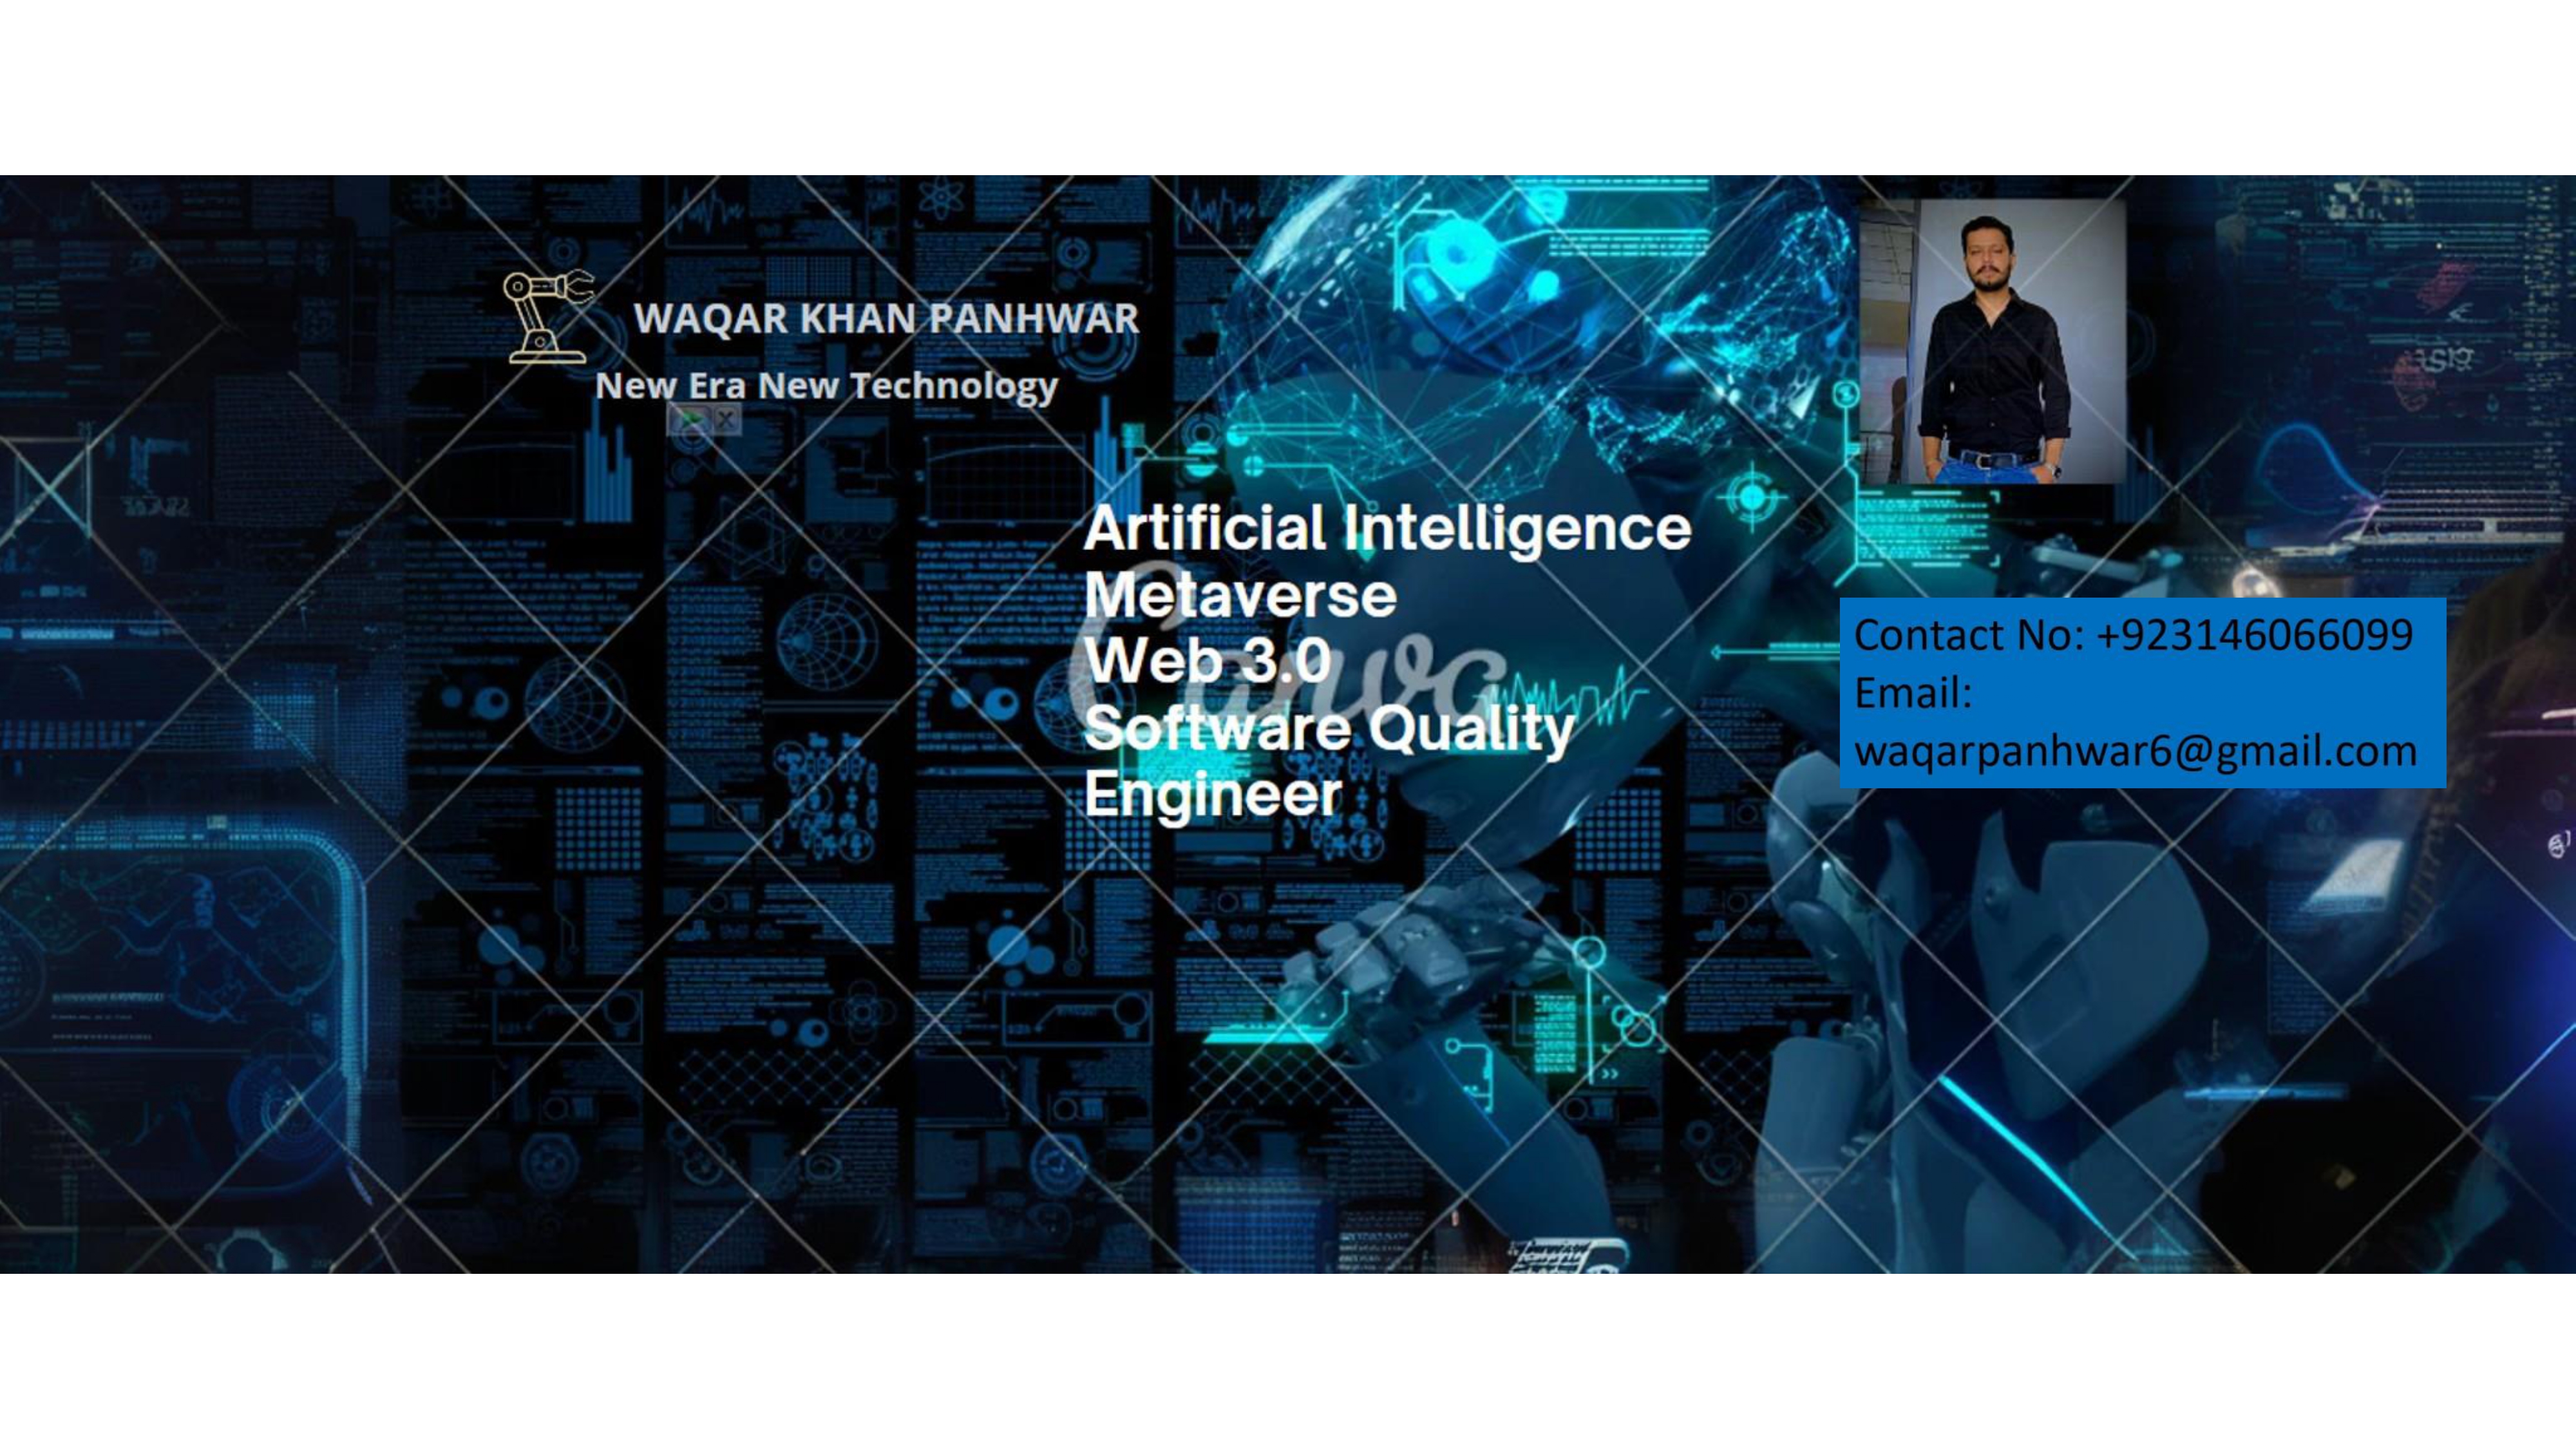 WAQAR KHAN PANHWAR
New Era New Technology
Artificial Intelligence
Metaverse
Web 3.0
Software Quality
Engineer
Canva
Contact No: +923146066099
Email:
waqarpanhwar6@gmail.com